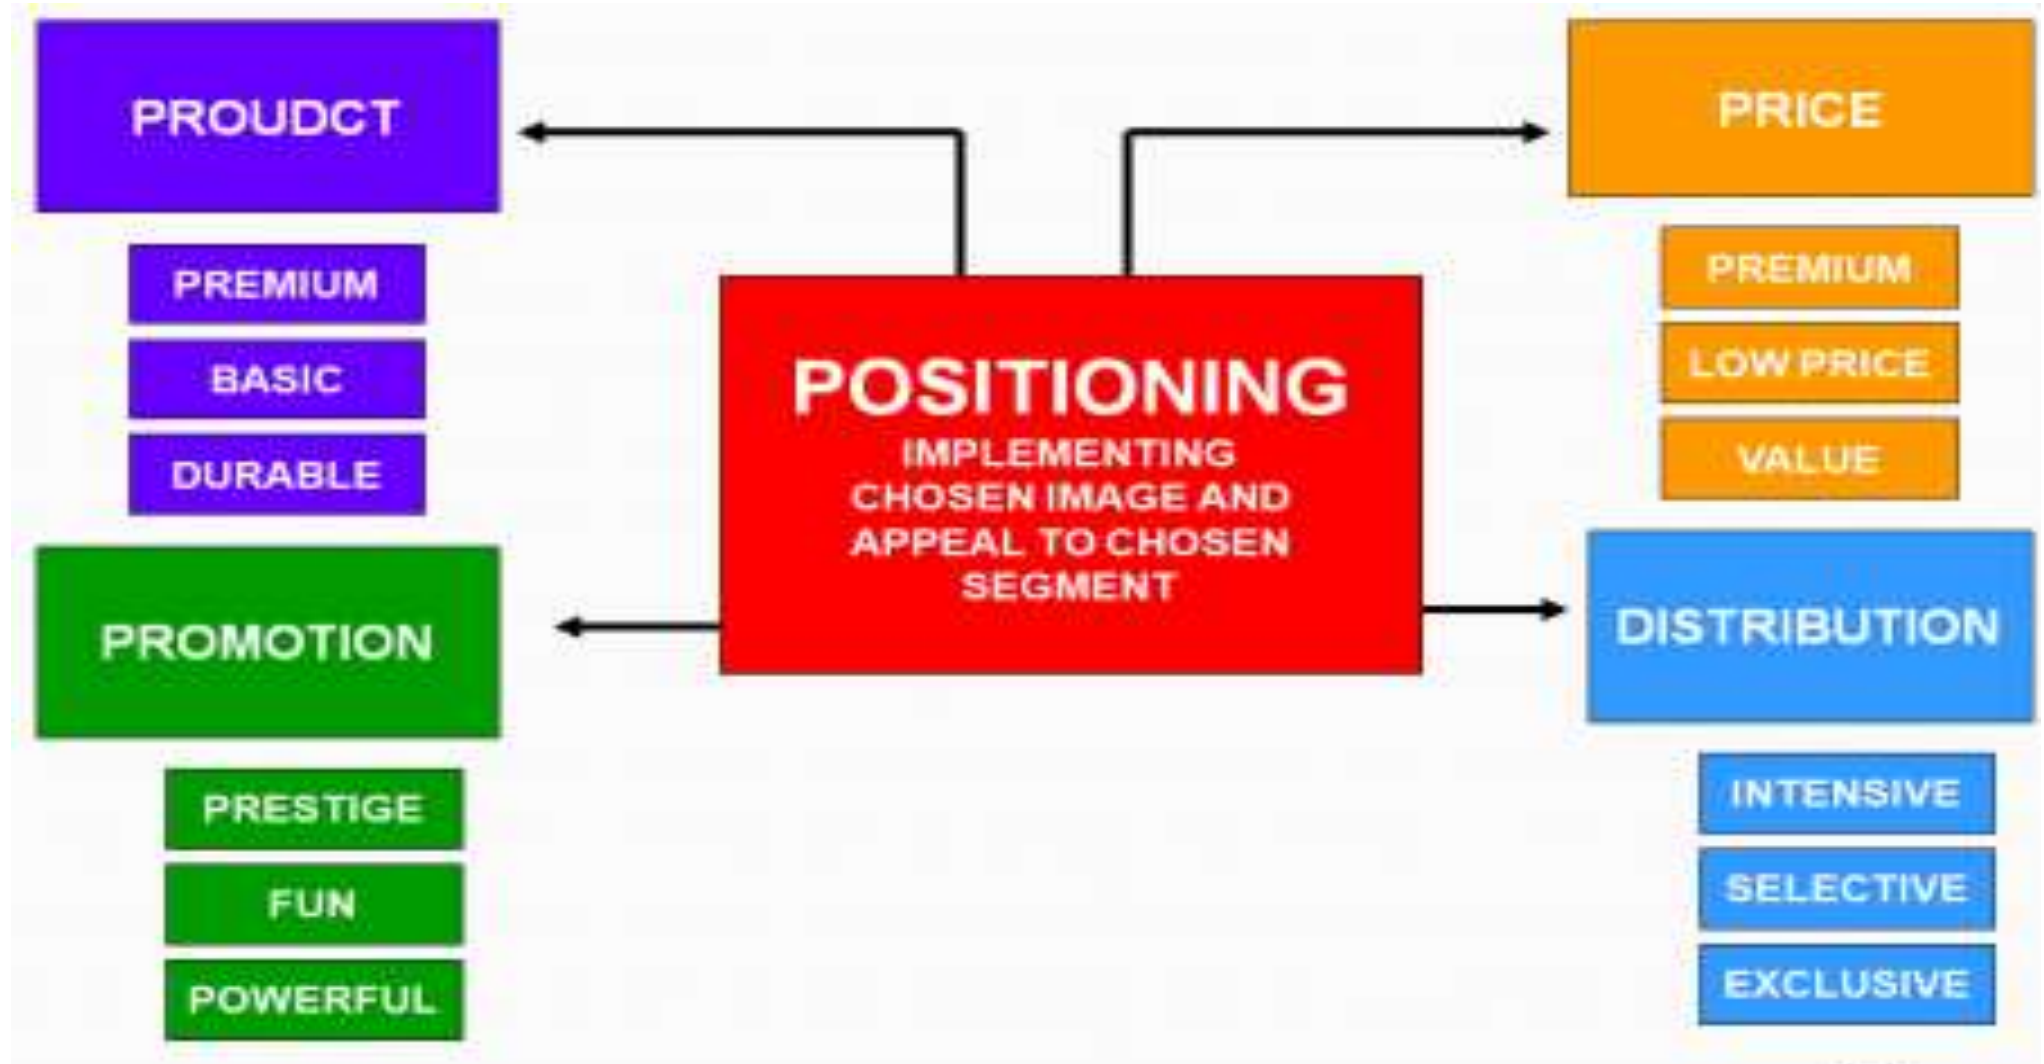 PROUDCT
PREMIUM
BASIC
DURABLE
PROMOTION
PRESTIGE
FUN
POWERFUL
POSITIONING
IMPLEMENTING
CHOSEN IMAGE AND
APPEAL TO CHOSEN
SEGMENT
PRICE
PREMIUM
LOW PRICE
VALUE
DISTRIBUTION
INTENSIVE
SELECTIVE
EXCLUSIVE